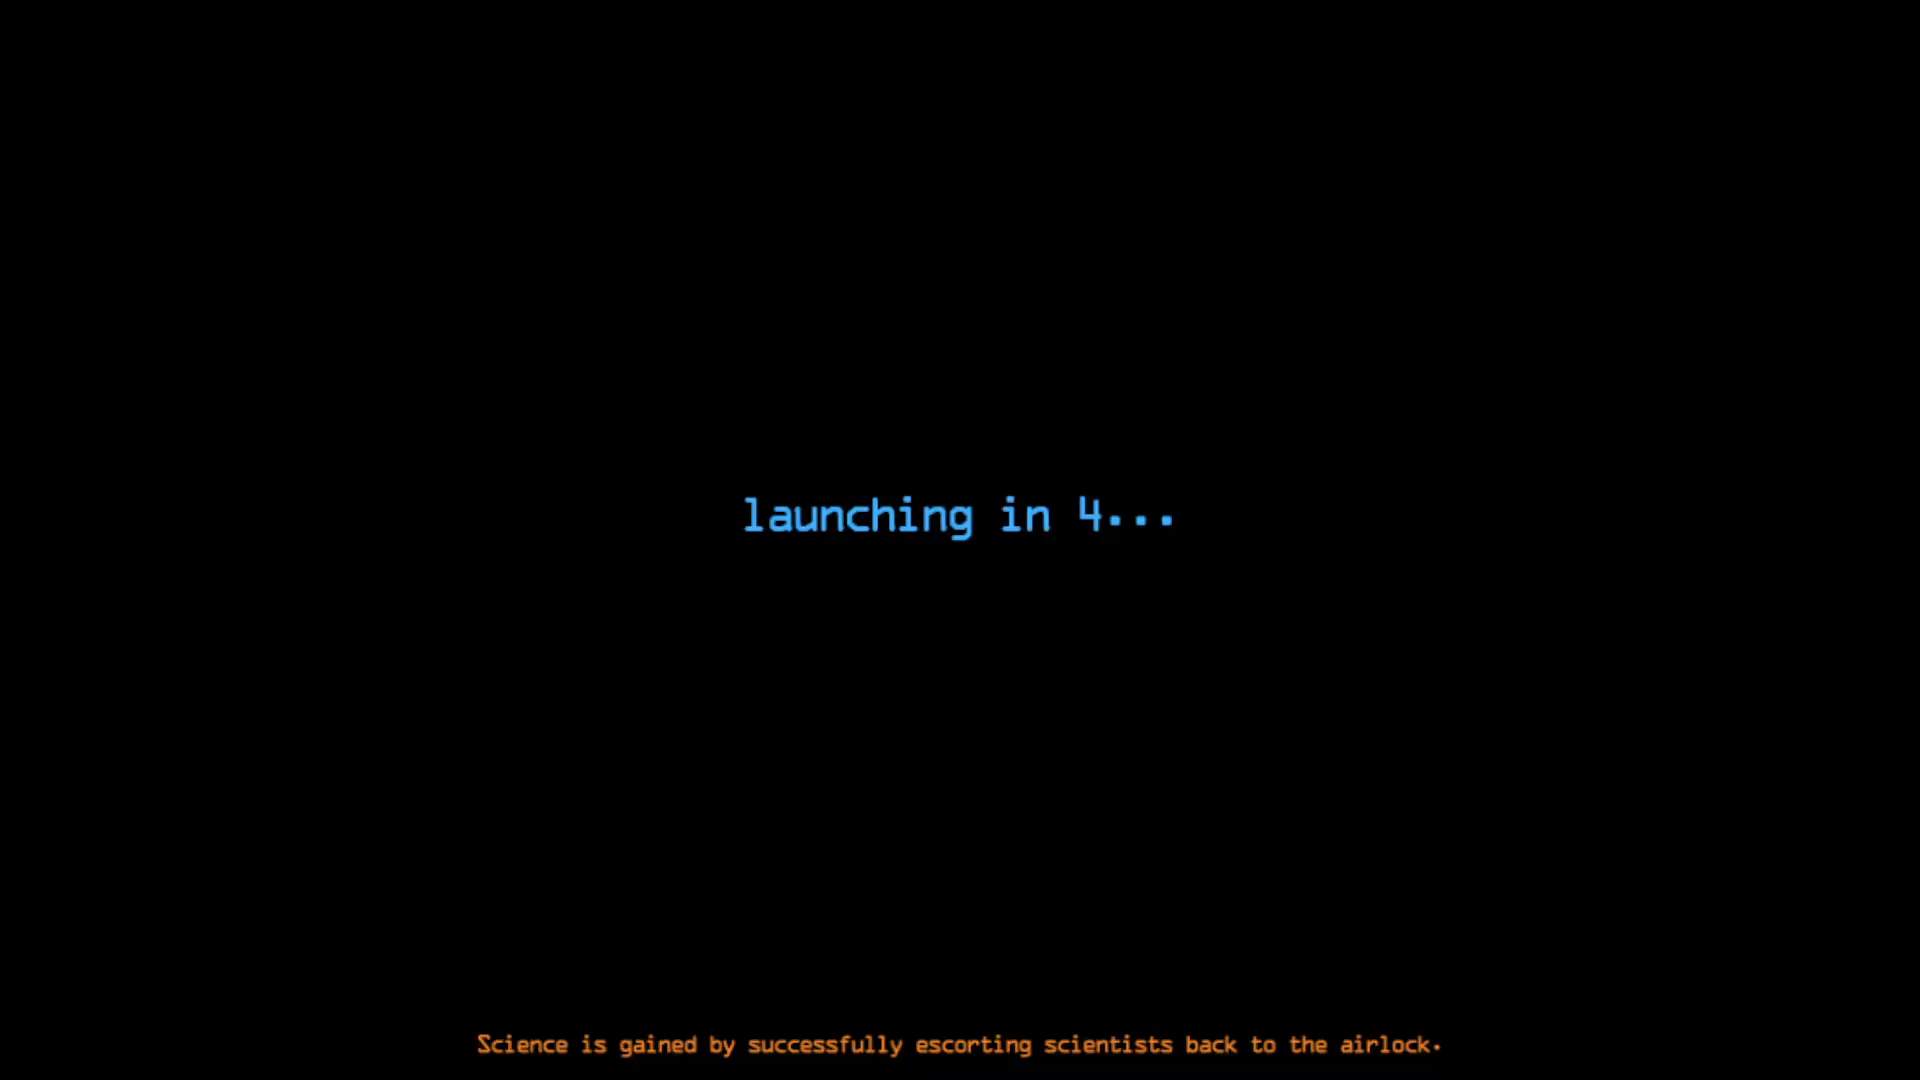 launching in 4...
Science is gained by successfully escorting scientists back to the airlock.